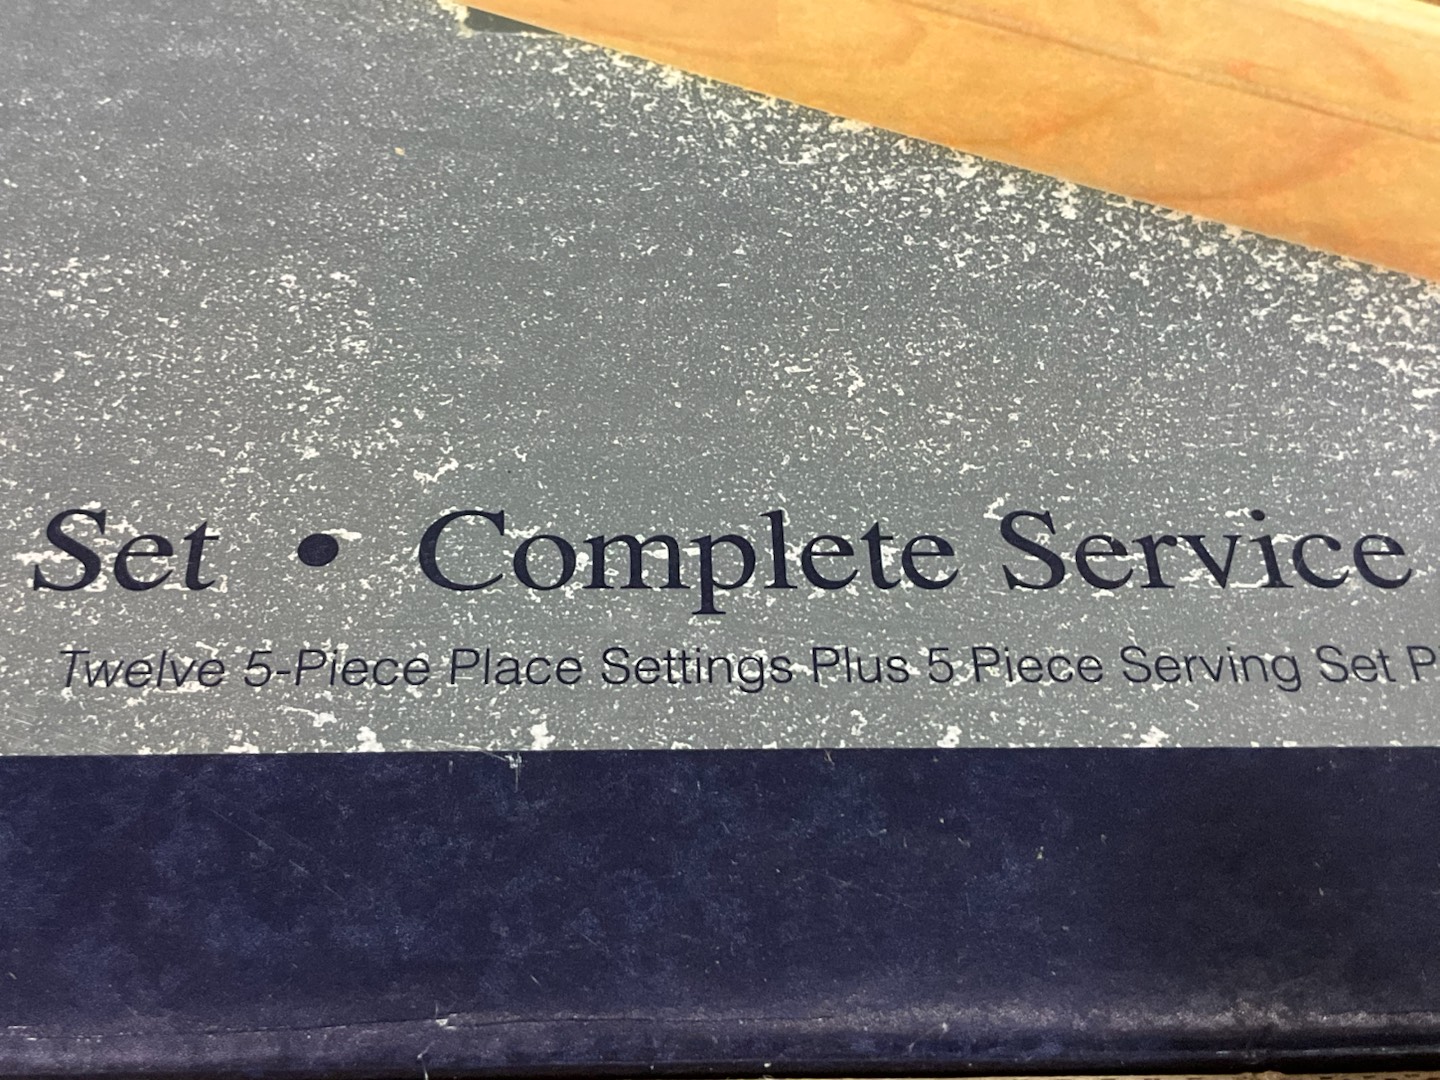 Set • Complete Service
Twelve 5-Piece Place Settings Plus 5 Piece Serving Set